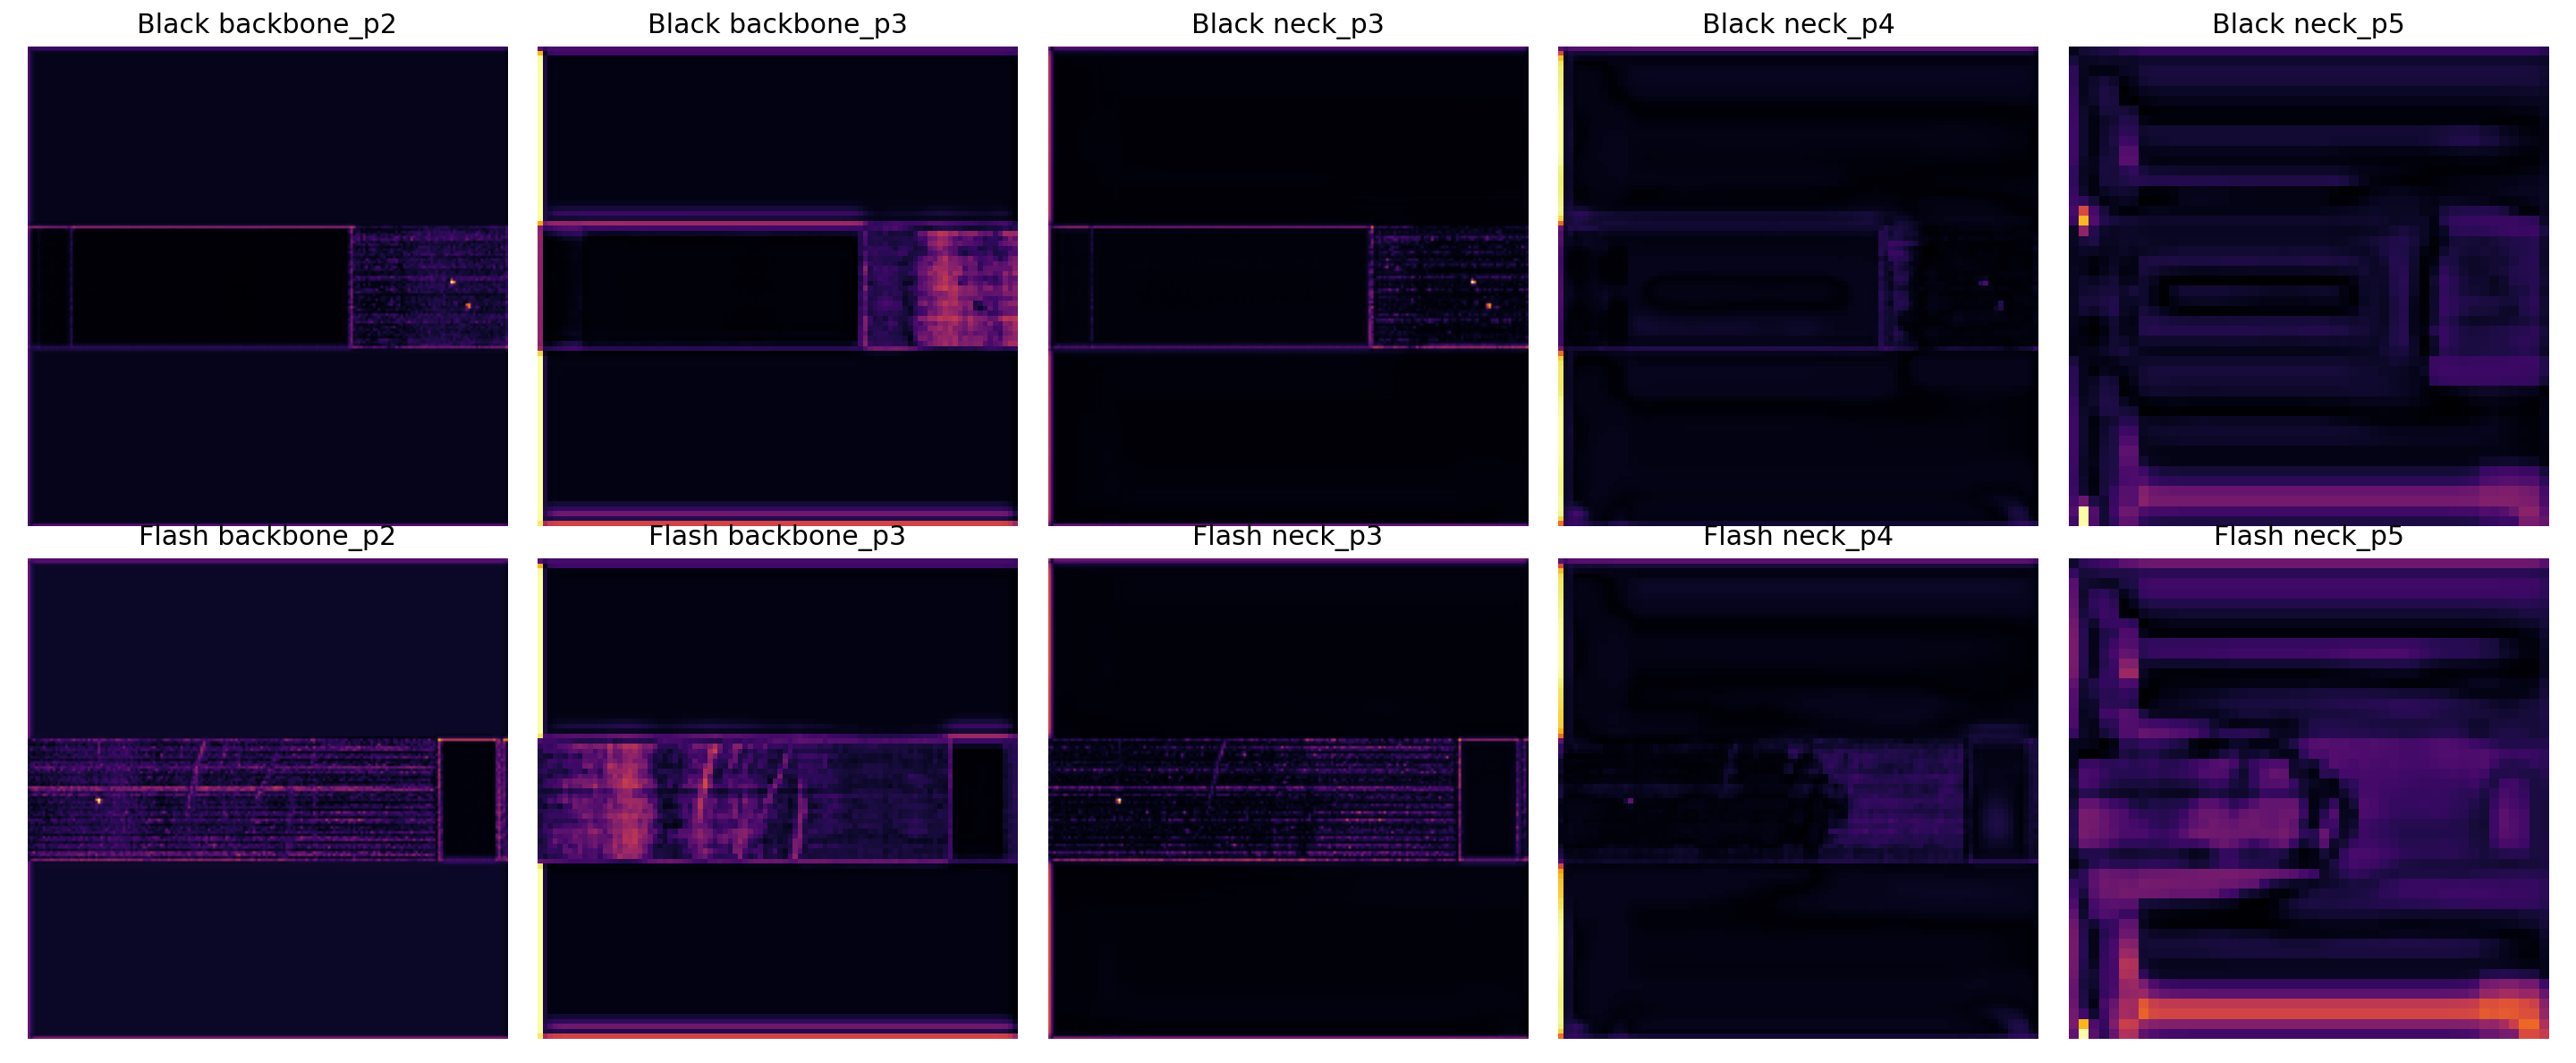 Black backbone_p2
Black backbone_p3
Black neck_p3
Black neck_p4
Black neck_p5
Flash backbone_p2
Flash backbone_p3
Flash neck_p3
Flash neck_p4
Flash neck_p5